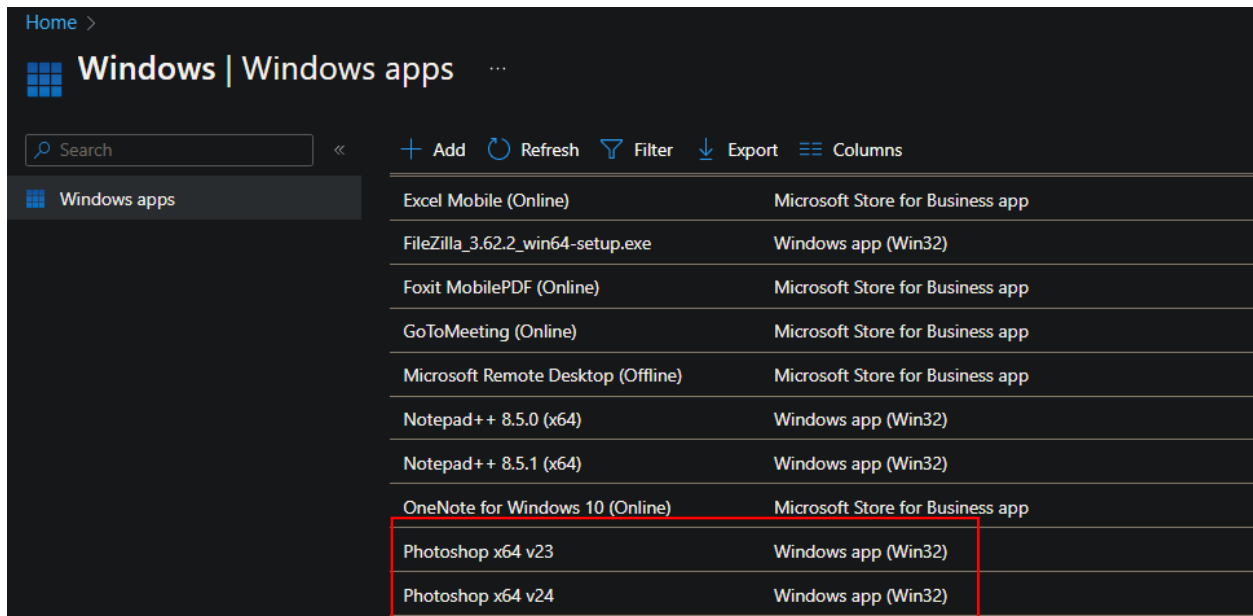 Home >
Windows | Windows apps ...
Search «
Add Refresh Filter Export Columns
Windows apps
Excel Mobile (Online) Microsoft Store for Business app
FileZilla_3.62.2_win64-setup.exe Windows app (Win32)
Foxit MobilePDF (Online) Microsoft Store for Business app
GoToMeeting (Online) Microsoft Store for Business app
Microsoft Remote Desktop (Offline) Microsoft Store for Business app
Notepad++ 8.5.0 (x64) Windows app (Win32)
Notepad++ 8.5.1 (x64) Windows app (Win32)
OneNote for Windows 10 (Online) Microsoft Store for Business app
Photoshop x64 v23 Windows app (Win32)
Photoshop x64 v24 Windows app (Win32)